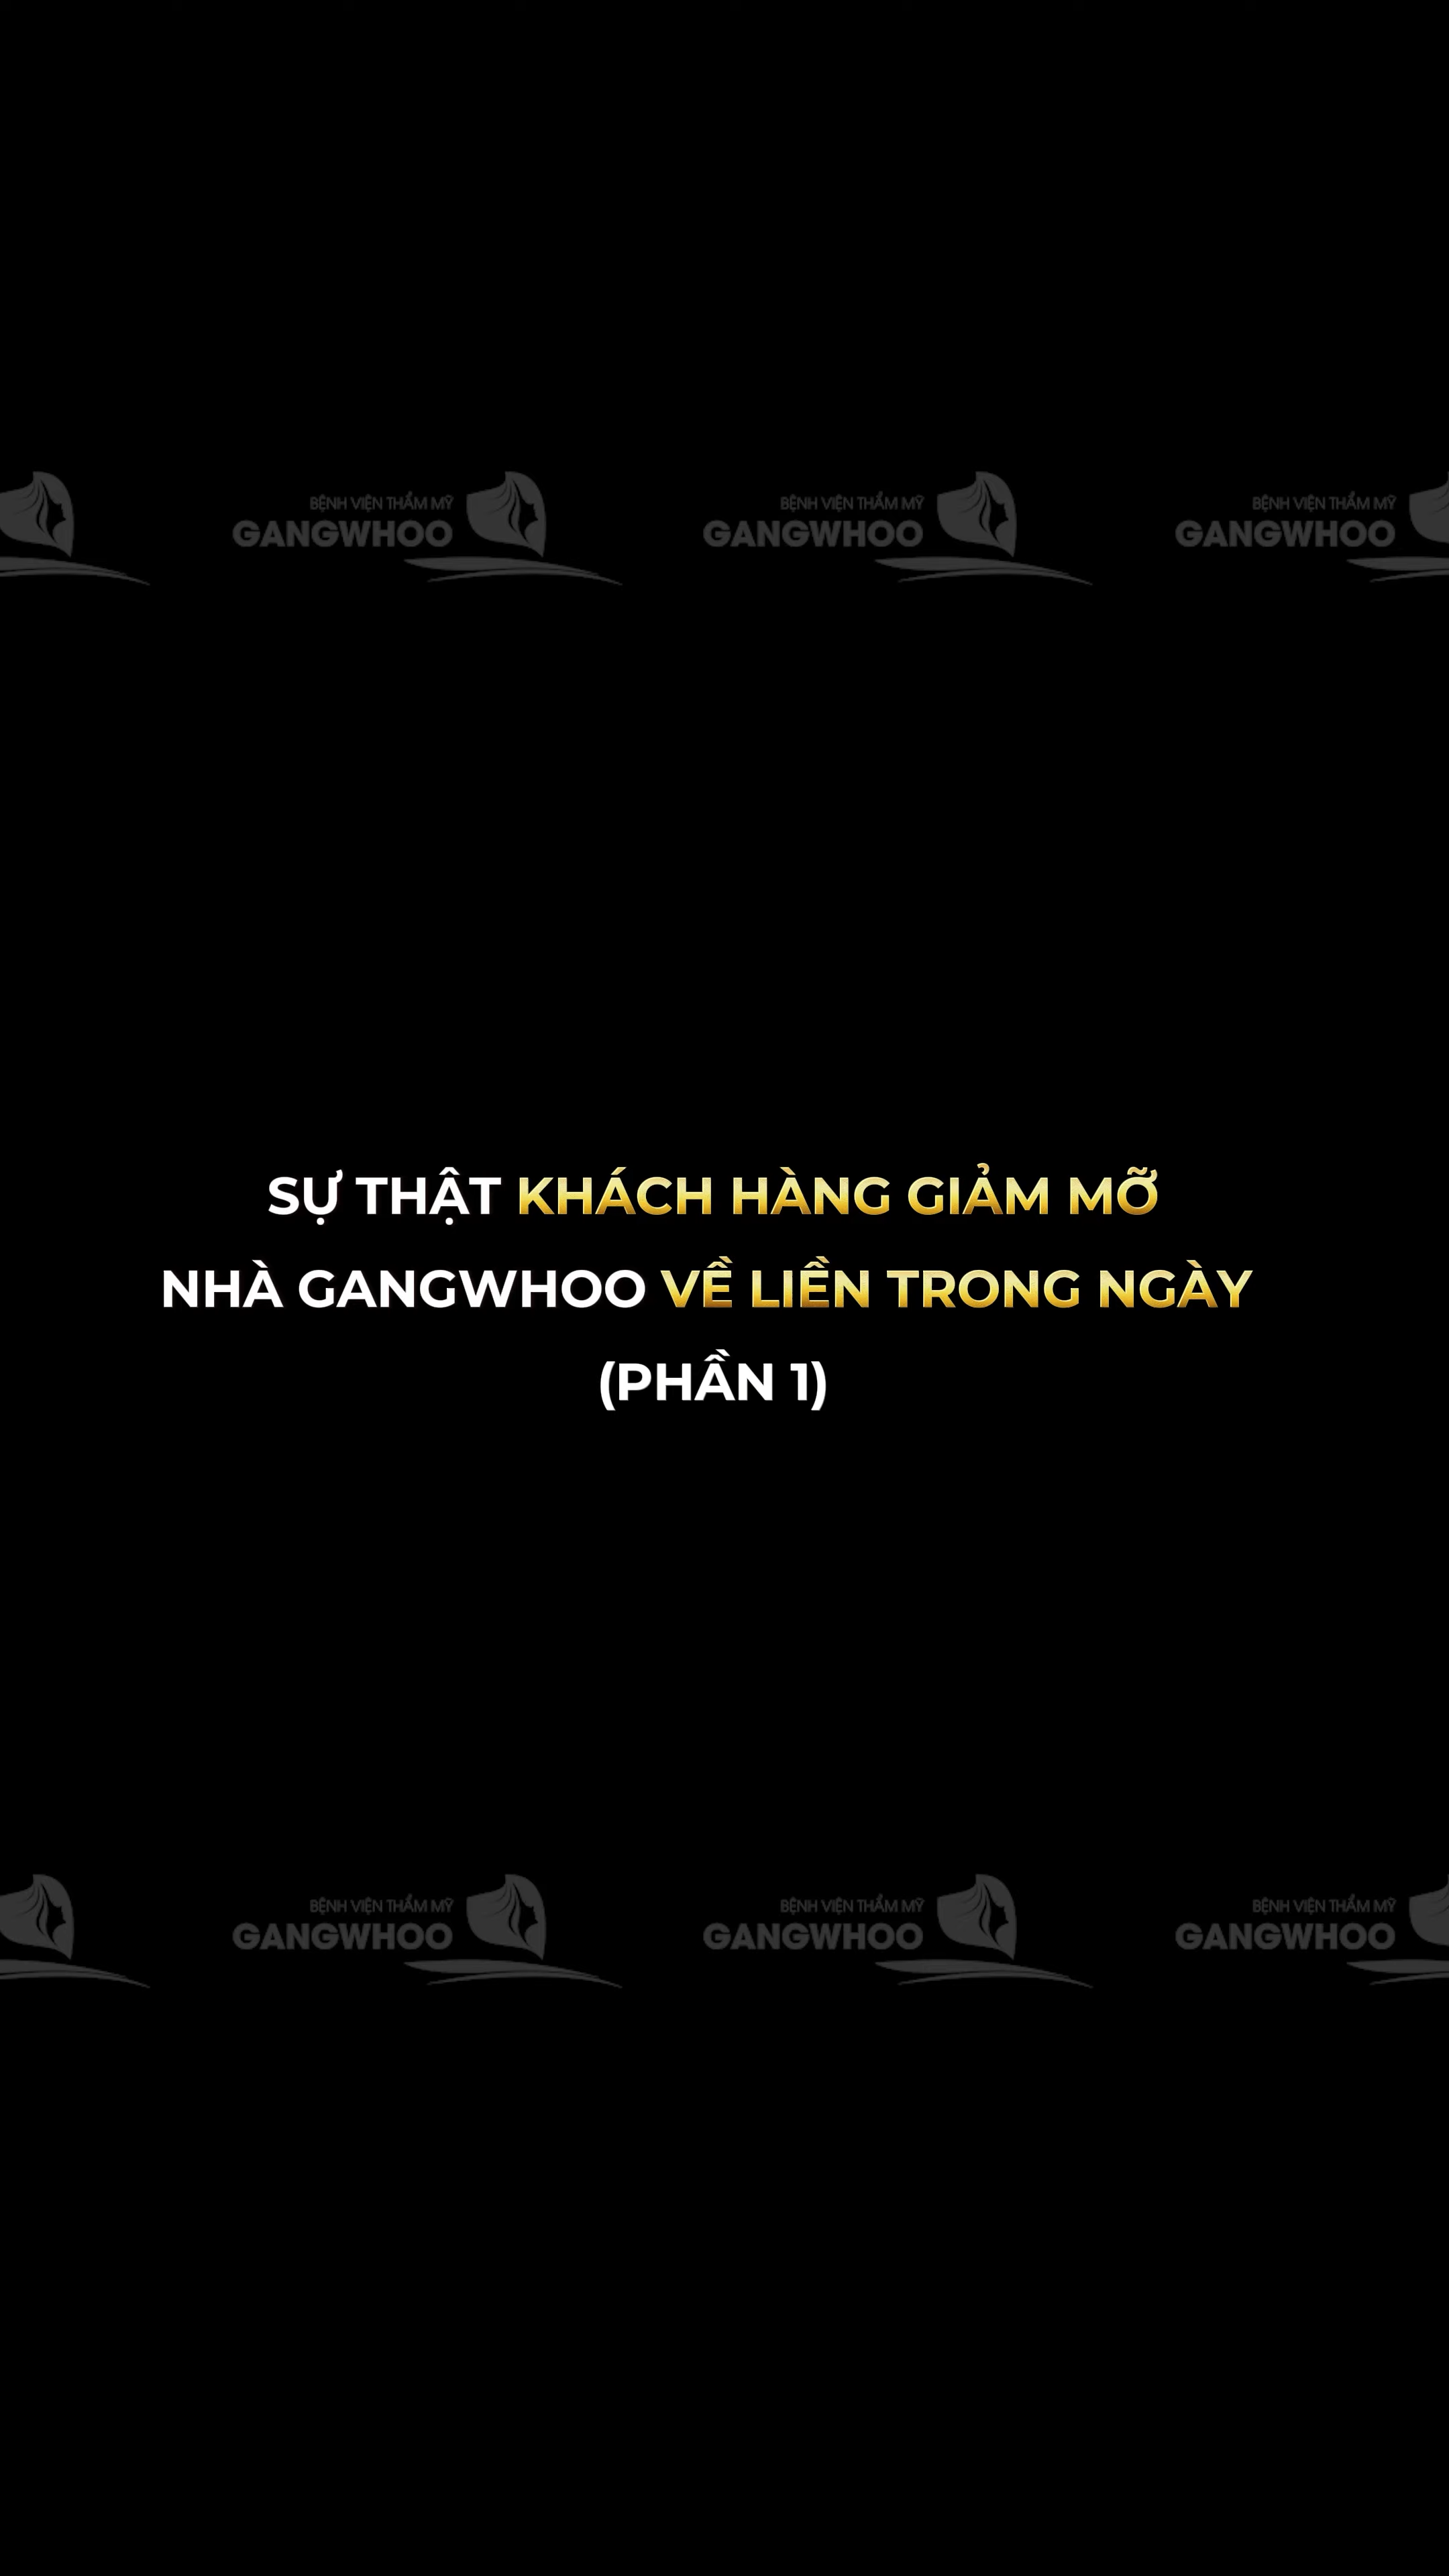 BỆNH VIỆN THẨM MỸ BỆNH VIỆN THẨM MỸ BỆNH VIỆN THẨM MỸ
GANGWHOO GANGWHOO GANGWHOO
SỰ THẬT KHÁCH HÀNG GIẢM MỠ
NHÀ GANGWHOO VỀ LIỀN TRONG NGÀY
(PHẦN 1)
BỆNH VIỆN THẨM MỸ BỆNH VIỆN THẨM MỸ BỆNH VIỆN THẨM MỸ
GANGWHOO GANGWHOO GANGWHOO